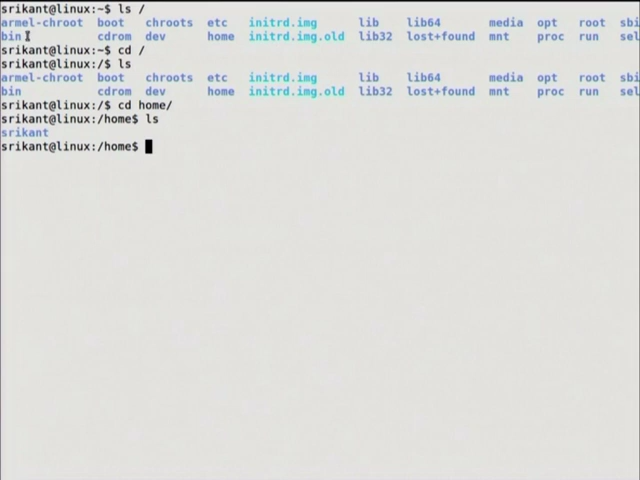 srikant@linux:~$ ls /
armel-chroot boot chroots etc initrd.img lib lib64 media opt root sbi
bin cdrom dev home initrd.img.old lib32 lost+found mnt proc run sel
srikant@linux:~$ cd /
srikant@linux:/$ ls
armel-chroot boot chroots etc initrd.img lib lib64 media opt root sbi
bin cdrom dev home initrd.img.old lib32 lost+found mnt proc run sel
srikant@linux:/$ cd home/
srikant@linux:/home$ ls
srikant
srikant@linux:/home$